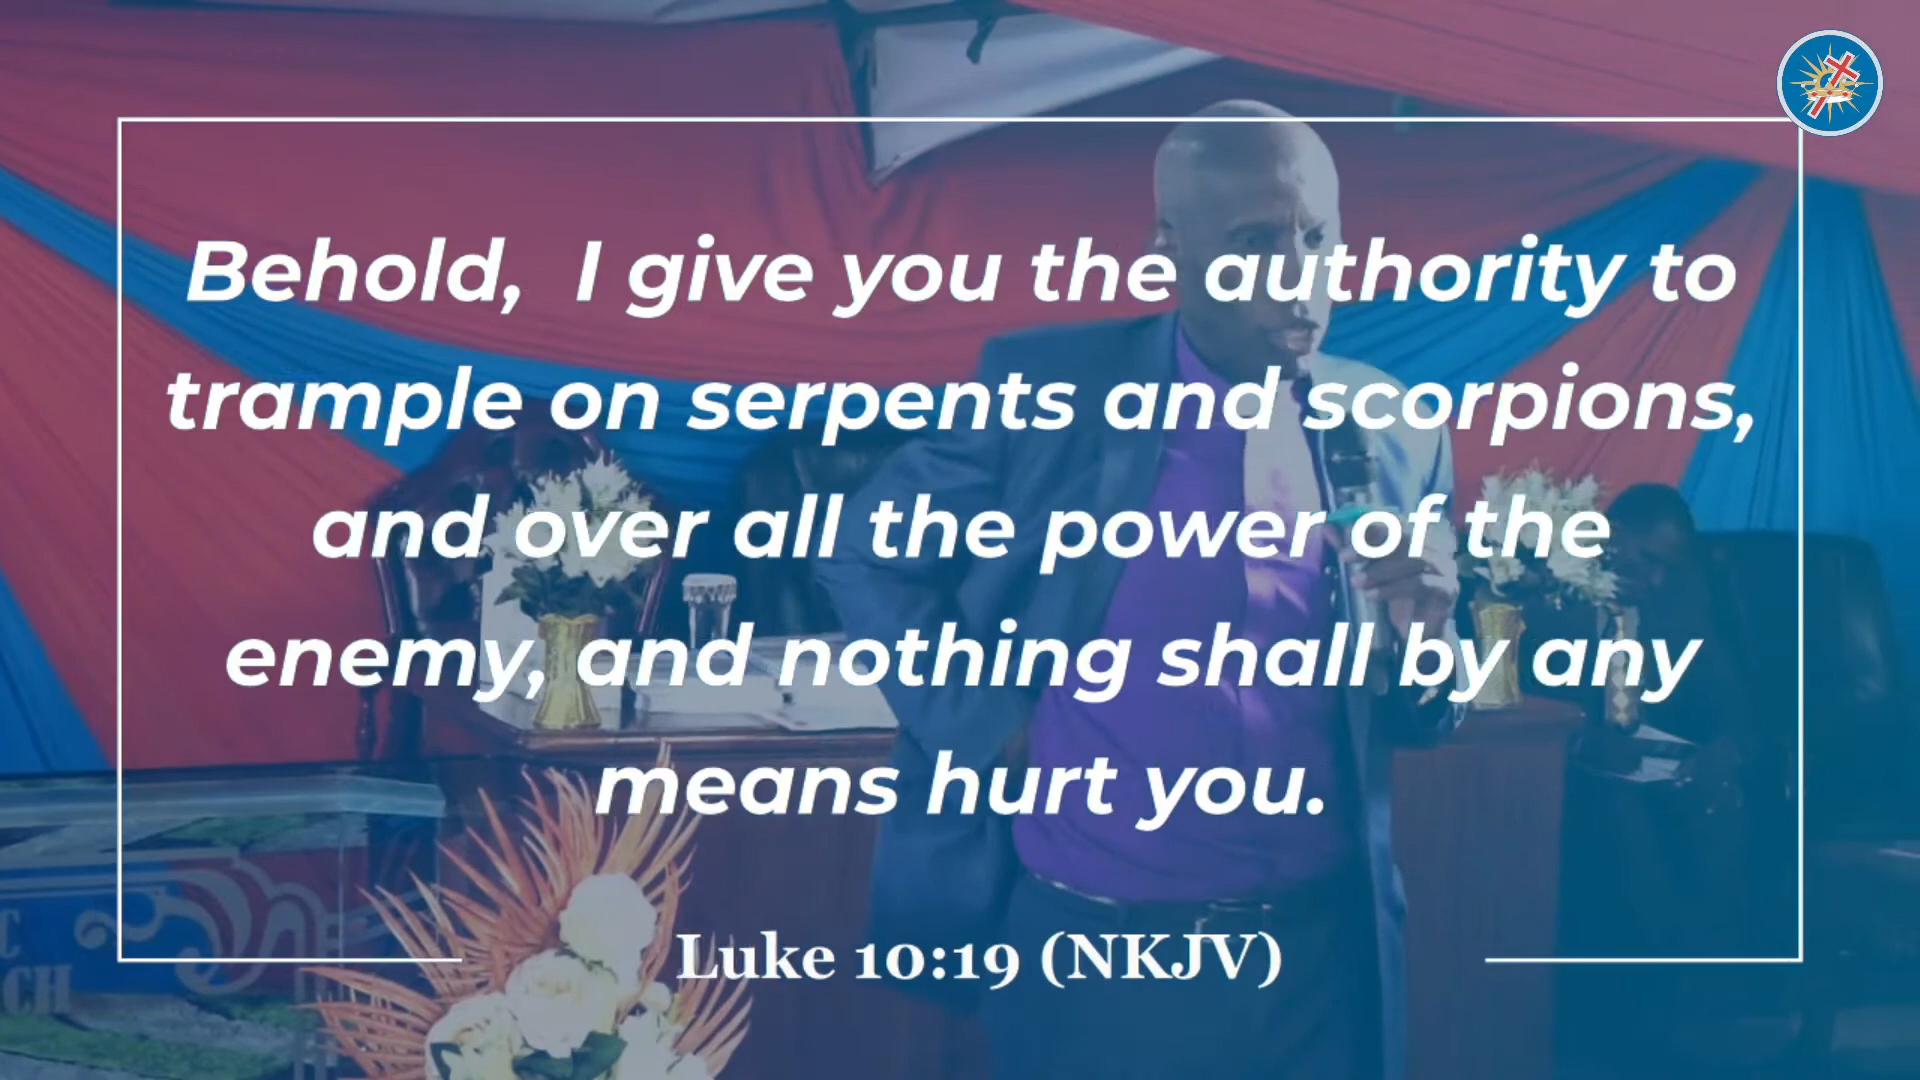 Behold, I give you the authority to
trample on serpents and scorpions,
and over all the power of the
enemy, and nothing shall by any
means hurt you.
C
CH
Luke 10:19 (NKJV)